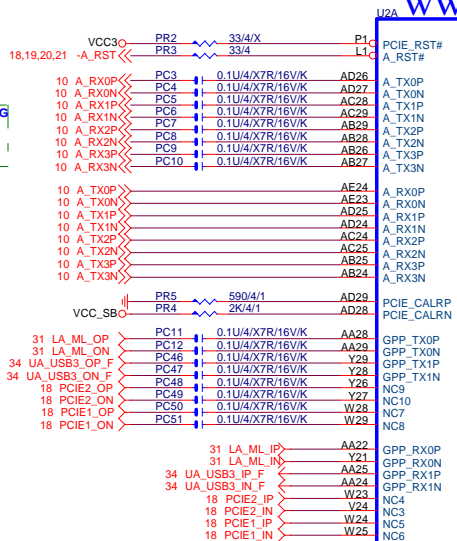 WW
U2A
VCC3 PR2 33/4/X P1 PCIE_RST#
18,19,20,21 -A_RST PR3 33/4 L1 A_RST#
10 A_RX0P PC3 0.1U/4/X7R/16V/K AD26 A_TX0P
10 A_RX0N PC4 0.1U/4/X7R/16V/K AD27 A_TX0N
10 A_RX1P PC5 0.1U/4/X7R/16V/K AC28 A_TX1P
10 A_RX1N PC6 0.1U/4/X7R/16V/K AC29 A_TX1N
G
10 A_RX2P PC7 0.1U/4/X7R/16V/K AB29 A_TX2P
10 A_RX2N PC8 0.1U/4/X7R/16V/K AB28 A_TX2N
10 A_RX3P PC9 0.1U/4/X7R/16V/K AB26 A_TX3P
10 A_RX3N PC10 0.1U/4/X7R/16V/K AB27 A_TX3N
10 A_TX0P AE24 A_RX0P
10 A_TX0N AE23 A_RX0N
10 A_TX1P AD25 A_RX1P
10 A_TX1N AD24 A_RX1N
10 A_TX2P AC24 A_RX2P
10 A_TX2N AC25 A_RX2N
10 A_TX3P AB25 A_RX3P
10 A_TX3N AB24 A_RX3N
PR5 590/4/1 AD29 PCIE_CALRP
VCC_SB PR4 2K/4/1 AD28 PCIE_CALRN
31 LA_ML_OP PC11 0.1U/4/X7R/16V/K AA28 GPP_TX0P
31 LA_ML_ON PC12 0.1U/4/X7R/16V/K AA29 GPP_TX0N
34 UA_USB3_OP_F PC46 0.1U/4/X7R/16V/K Y29 GPP_TX1P
34 UA_USB3_ON_F PC47 0.1U/4/X7R/16V/K Y28 GPP_TX1N
18 PCIE2_OP PC48 0.1U/4/X7R/16V/K Y26 NC9
18 PCIE2_ON PC49 0.1U/4/X7R/16V/K Y27 NC10
18 PCIE1_OP PC50 0.1U/4/X7R/16V/K W28 NC7
18 PCIE1_ON PC51 0.1U/4/X7R/16V/K W29 NC8
31 LA_ML_IP AA22 GPP_RX0P
31 LA_ML_IN Y21 GPP_RX0N
34 UA_USB3_IP_F AA25 GPP_RX1P
34 UA_USB3_IN_F AA24 GPP_RX1N
18 PCIE2_IP W23 NC4
18 PCIE2_IN V24 NC3
18 PCIE1_IP W24 NC5
18 PCIE1_IN W25 NC6